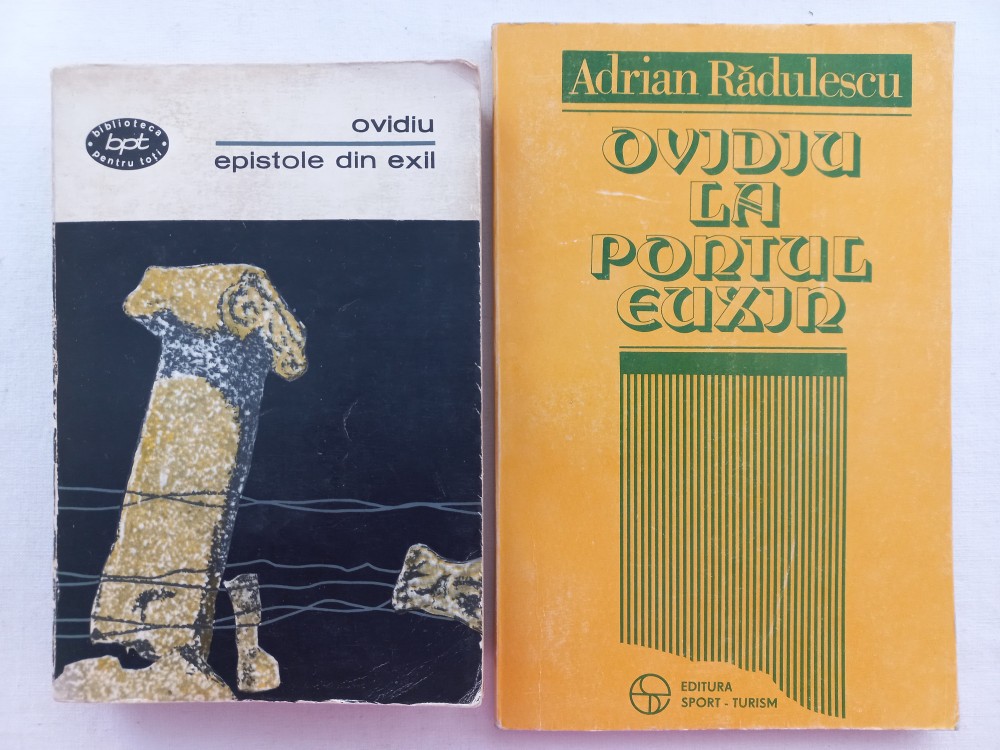 biblioteca
bpt
pentru toți
ovidiu
epistole din exil
Adrian Rădulescu
OVIDIU
LA
PONTUL
EUXIN
EDITURA
SPORT - TURISM